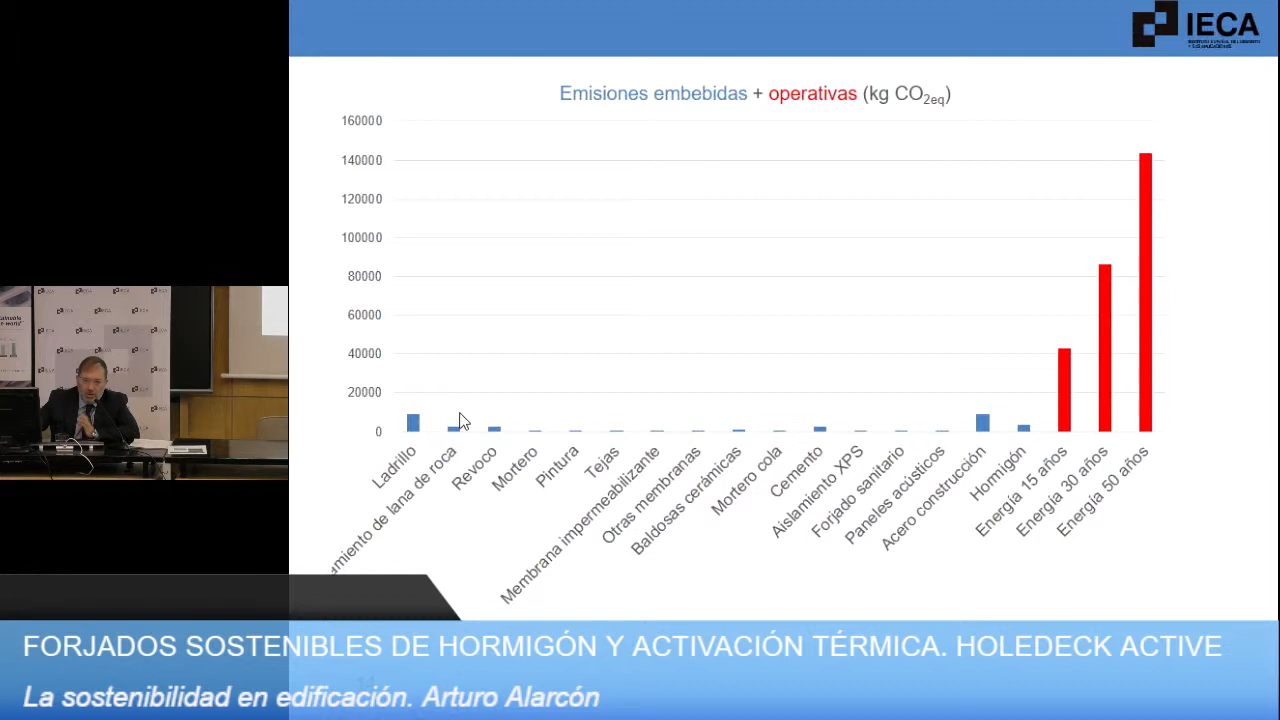 IECA
Emisiones embebidas + operativas (kg CO2eq)
160000
140000
120000
100000
80000
60000
40000
20000
0
Ladrillo
amiento de lana de roca
Revoco
Mortero
Pintura
Tejas
Membrana impermeabilizante
Otras membranas
Baldosas cerámicas
Mortero cola
Cemento
Aislamiento XPS
Forjado sanitario
Paneles acústicos
Acero construcción
Hormigón
Energía 15 años
Energía 30 años
Energía 50 años
FORJADOS SOSTENIBLES DE HORMIGÓN Y ACTIVACIÓN TÉRMICA. HOLEDECK ACTIVE
La sostenibilidad en edificación. Arturo Alarcón